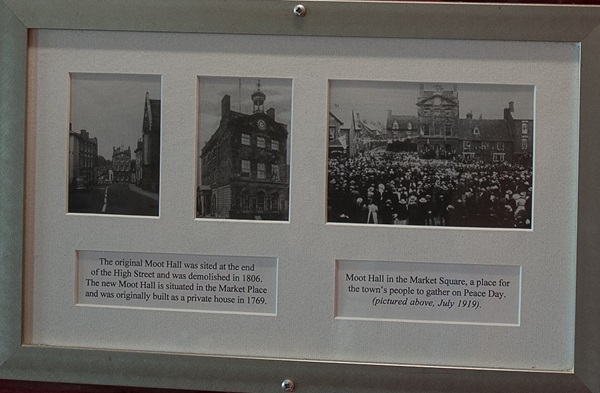 The original Moot Hall was sited at the end
of the High Street and was demolished in 1806.
The new Moot Hall is situated in the Market Place
and was originally built as a private house in 1769.
Moot Hall in the Market Square, a place for
the town's people to gather on Peace Day.
(pictured above, July 1919).